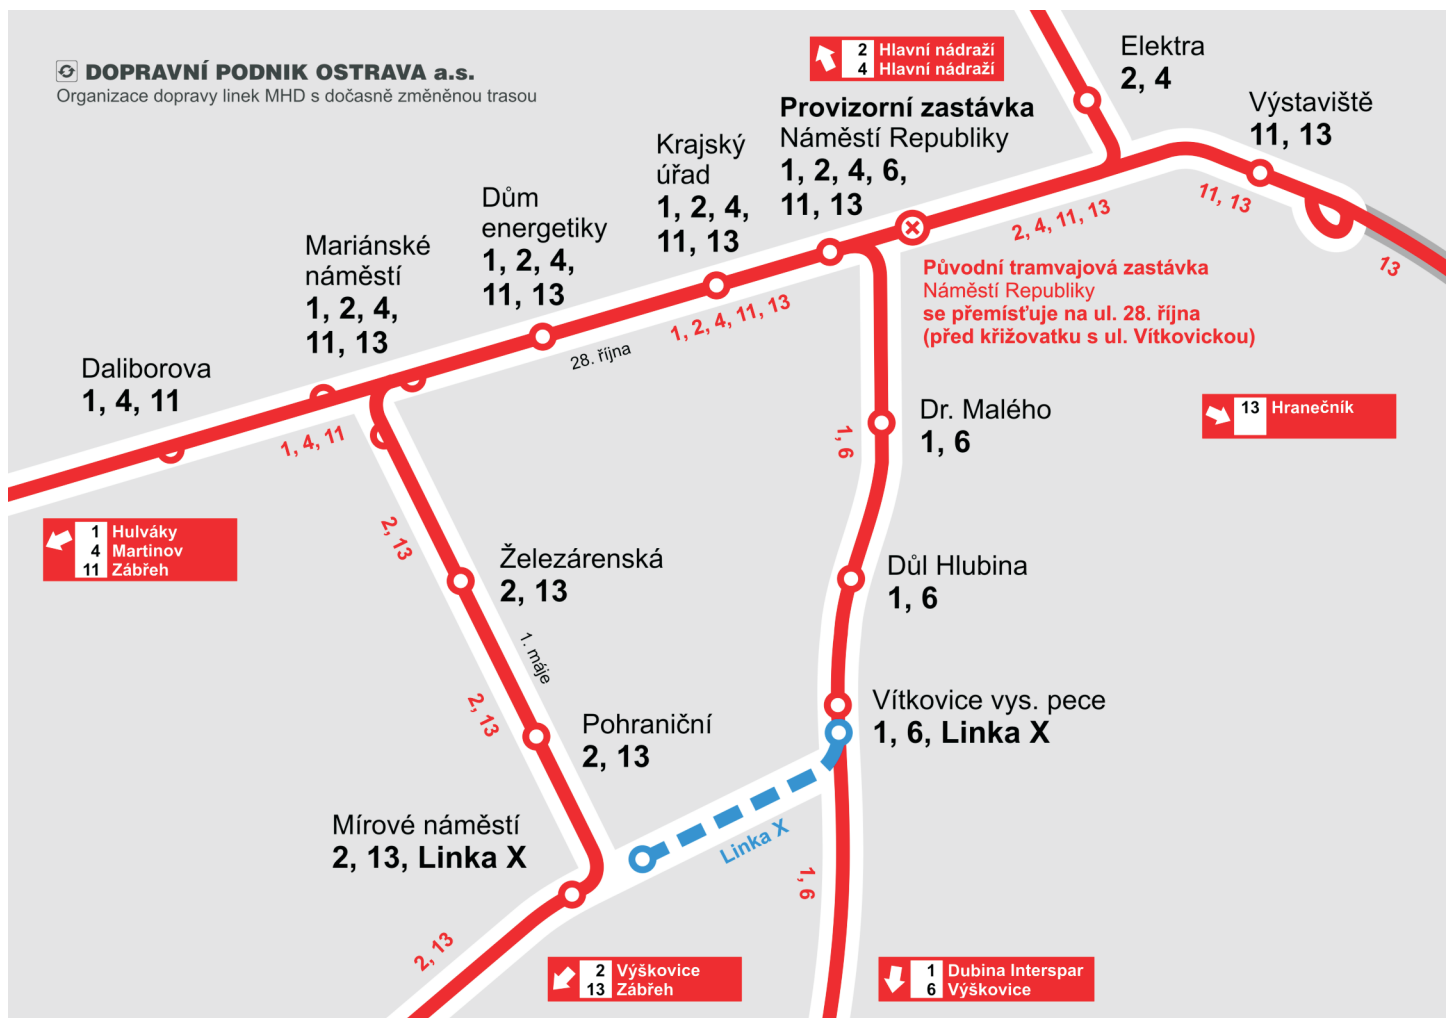 DOPRAVNÍ PODNIK OSTRAVA a.s.
Organizace dopravy linek MHD s dočasně změněnou trasou
2 Hlavní nádraží
4 Hlavní nádraží
Elektra
2, 4
Výstaviště
11, 13
Provizorní zastávka
Náměstí Republiky
1, 2, 4, 6,
11, 13
Krajský
úřad
1, 2, 4,
11, 13
Dům
energetiky
1, 2, 4,
11, 13
Mariánské
náměstí
1, 2, 4,
11, 13
Daliborova
1, 4, 11
11, 13
2, 4, 11, 13
13
Původní tramvajová zastávka
Náměstí Republiky
se přemísťuje na ul. 28. října
(před křižovatku s ul. Vítkovickou)
1, 2, 4, 11, 13
28. října
1, 4, 11
13 Hranečník
Dr. Malého
1, 6
1, 6
1 Hulváky
4 Martinov
11 Zábřeh
2, 13
Železárenská
2, 13
Důl Hlubina
1, 6
1. máje
2, 13
Pohraniční
2, 13
Vítkovice vys. pece
1, 6, Linka X
Mírové náměstí
2, 13, Linka X
Linka X
1, 6
2, 13
2 Výškovice
13 Zábřeh
1 Dubina Interspar
6 Výškovice